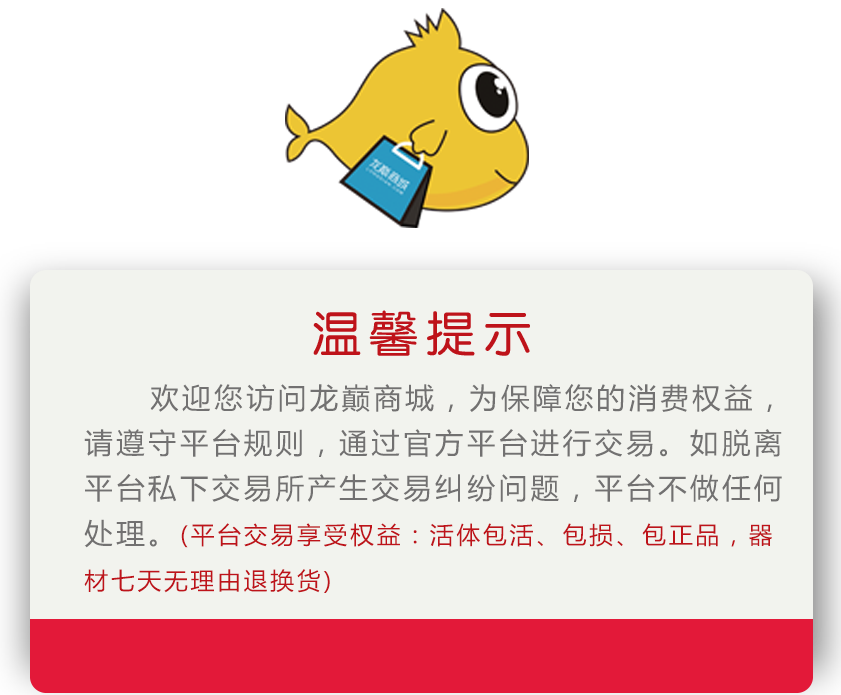 龙巅商城
温馨提示
欢迎您访问龙巅商城，为保障您的消费权益，
请遵守平台规则，通过官方平台进行交易。如脱离
平台私下交易所产生交易纠纷问题，平台不做任何
处理。(平台交易享受权益：活体包活、包损、包正品，器
材七天无理由退换货)